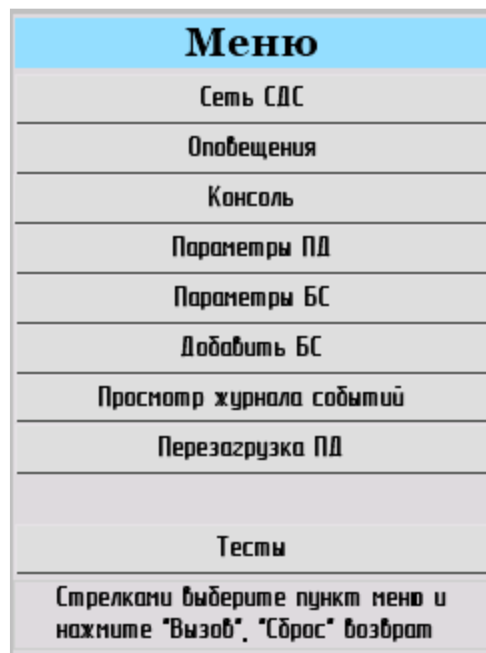 Меню
Сеть СДС
Оповещения
Консоль
Параметры ПД
Параметры БС
Добавить БС
Просмотр журнала событий
Перезагрузка ПД
Тесты
Стрелками выберите пункт меню и
нажмите "Вызов", "Сброс" возврат